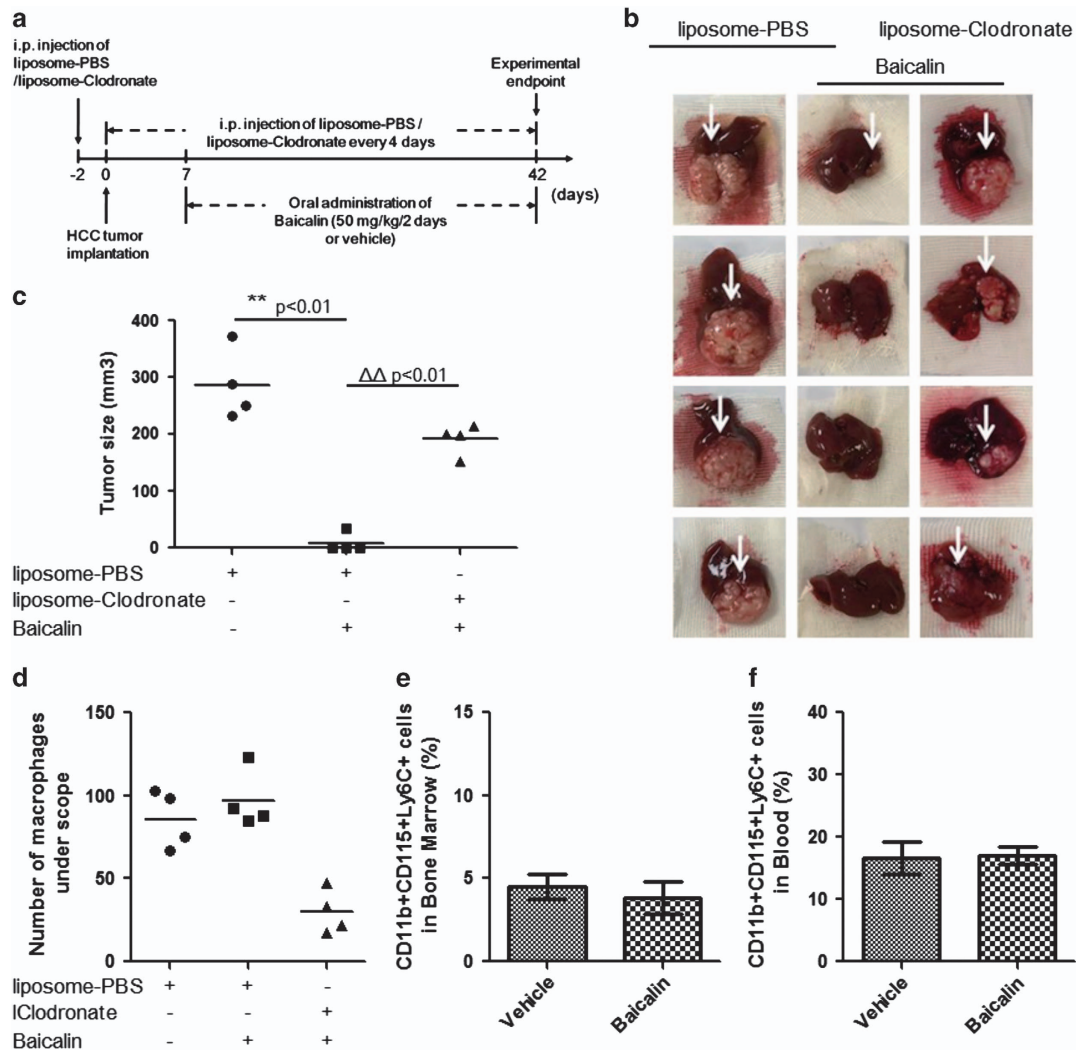 a
i.p. injection of
liposome-PBS
/liposome-Clodronate
Experimental
endpoint
i.p. injection of liposome-PBS /
liposome-Clodronate every 4 days
-2 0 7 42 (days)
HCC tumor
implantation
Oral administration of
Baicalin (50 mg/kg/2 days
or vehicle)
b
liposome-PBS liposome-Clodronate
Baicalin
c
** p<0.01
ΔΔ p<0.01
Tumor size (mm3)
400
300
200
100
0
liposome-PBS + + -
liposome-Clodronate - - +
Baicalin - + +
d
Number of macrophages
under scope
150
100
50
0
liposome-PBS + + -
lClodronate - - +
Baicalin - + +
e
CD11b+CD115+Ly6C+ cells
in Bone Marrow (%)
15
10
5
0
Vehicle
Baicalin
f
CD11b+CD115+Ly6C+ cells
in Blood (%)
40
30
20
10
0
Vehicle
Baicalin